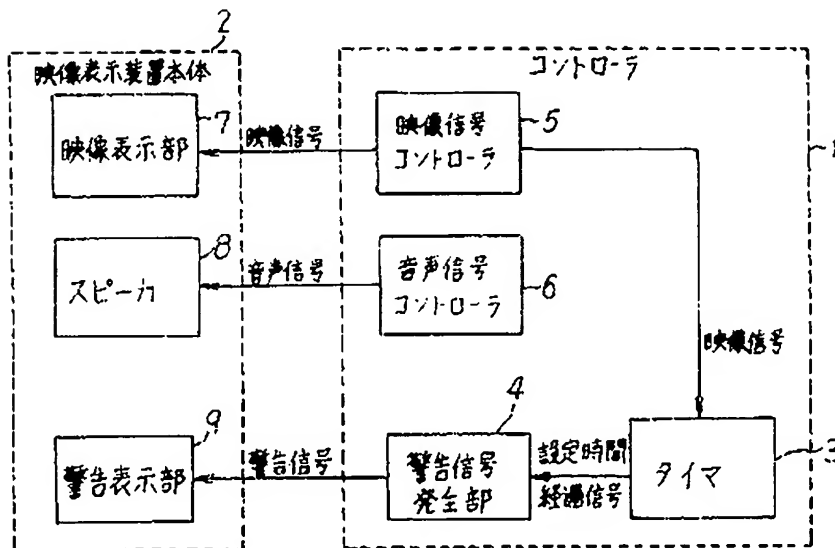 2
映像表示装置本体
コントローラ
7
映像表示部
映像信号
映像信号
コントローラ
5
1
8
スピーカ
音声信号
音声信号
コントローラ
6
映像信号
9
警告表示部
警告信号
4
警告信号
発全部
設定時間
経過信号
タイマ
3